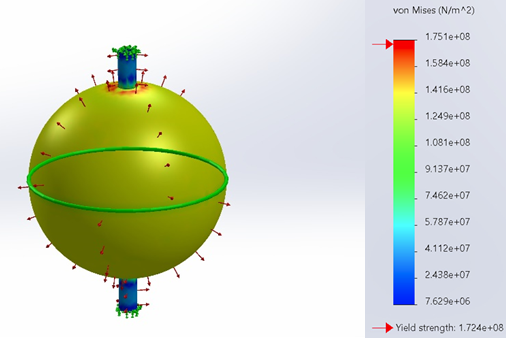 von Mises (N/m^2)
1.751e+08
1.584e+08
1.416e+08
1.249e+08
1.081e+08
9.137e+07
7.462e+07
5.787e+07
4.112e+07
2.438e+07
7.629e+06
Yield strength: 1.724e+08